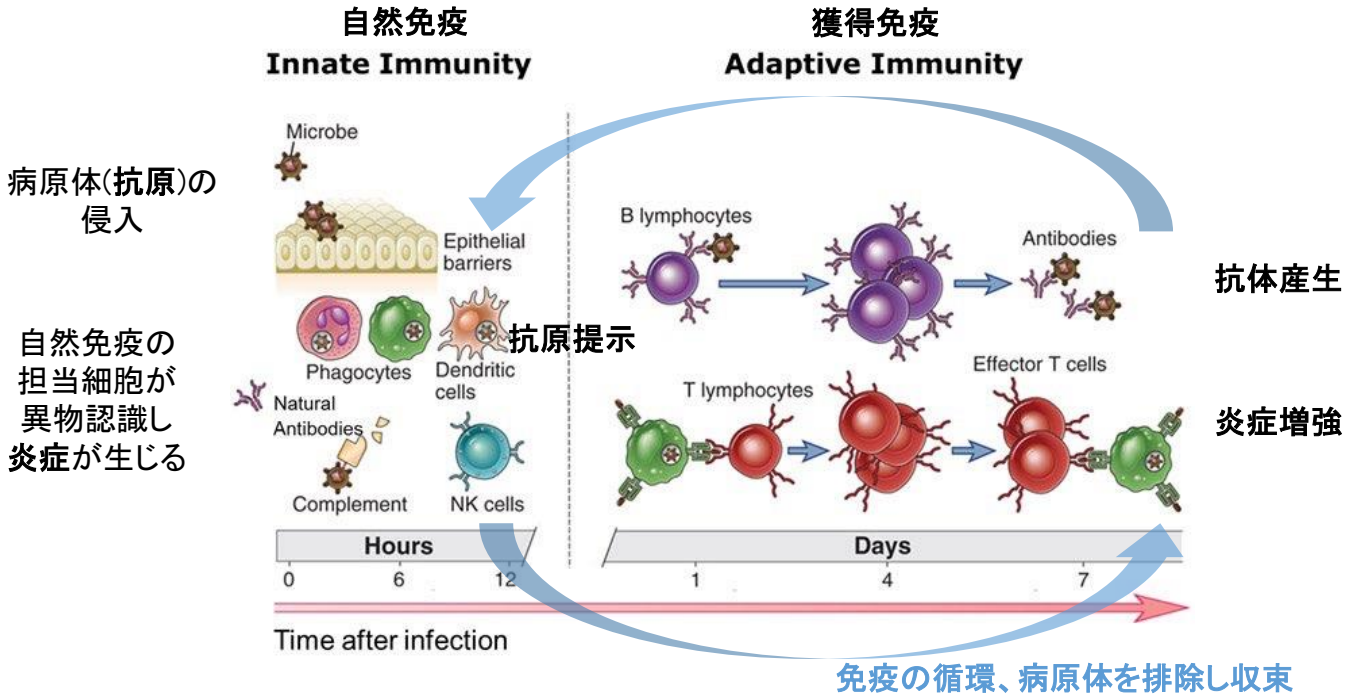 自然免疫
Innate Immunity
獲得免疫
Adaptive Immunity
Microbe
病原体(抗原)の
侵入
Epithelial
barriers
B lymphocytes
Antibodies
抗体産生
自然免疫の
担当細胞が
異物認識し
炎症が生じる
Phagocytes
Dendritic
cells
抗原提示
Natural
Antibodies
Complement
NK cells
T lymphocytes
Effector T cells
炎症増強
Hours
Days
0
6
12
1
4
7
Time after infection
免疫の循環、病原体を排除し収束